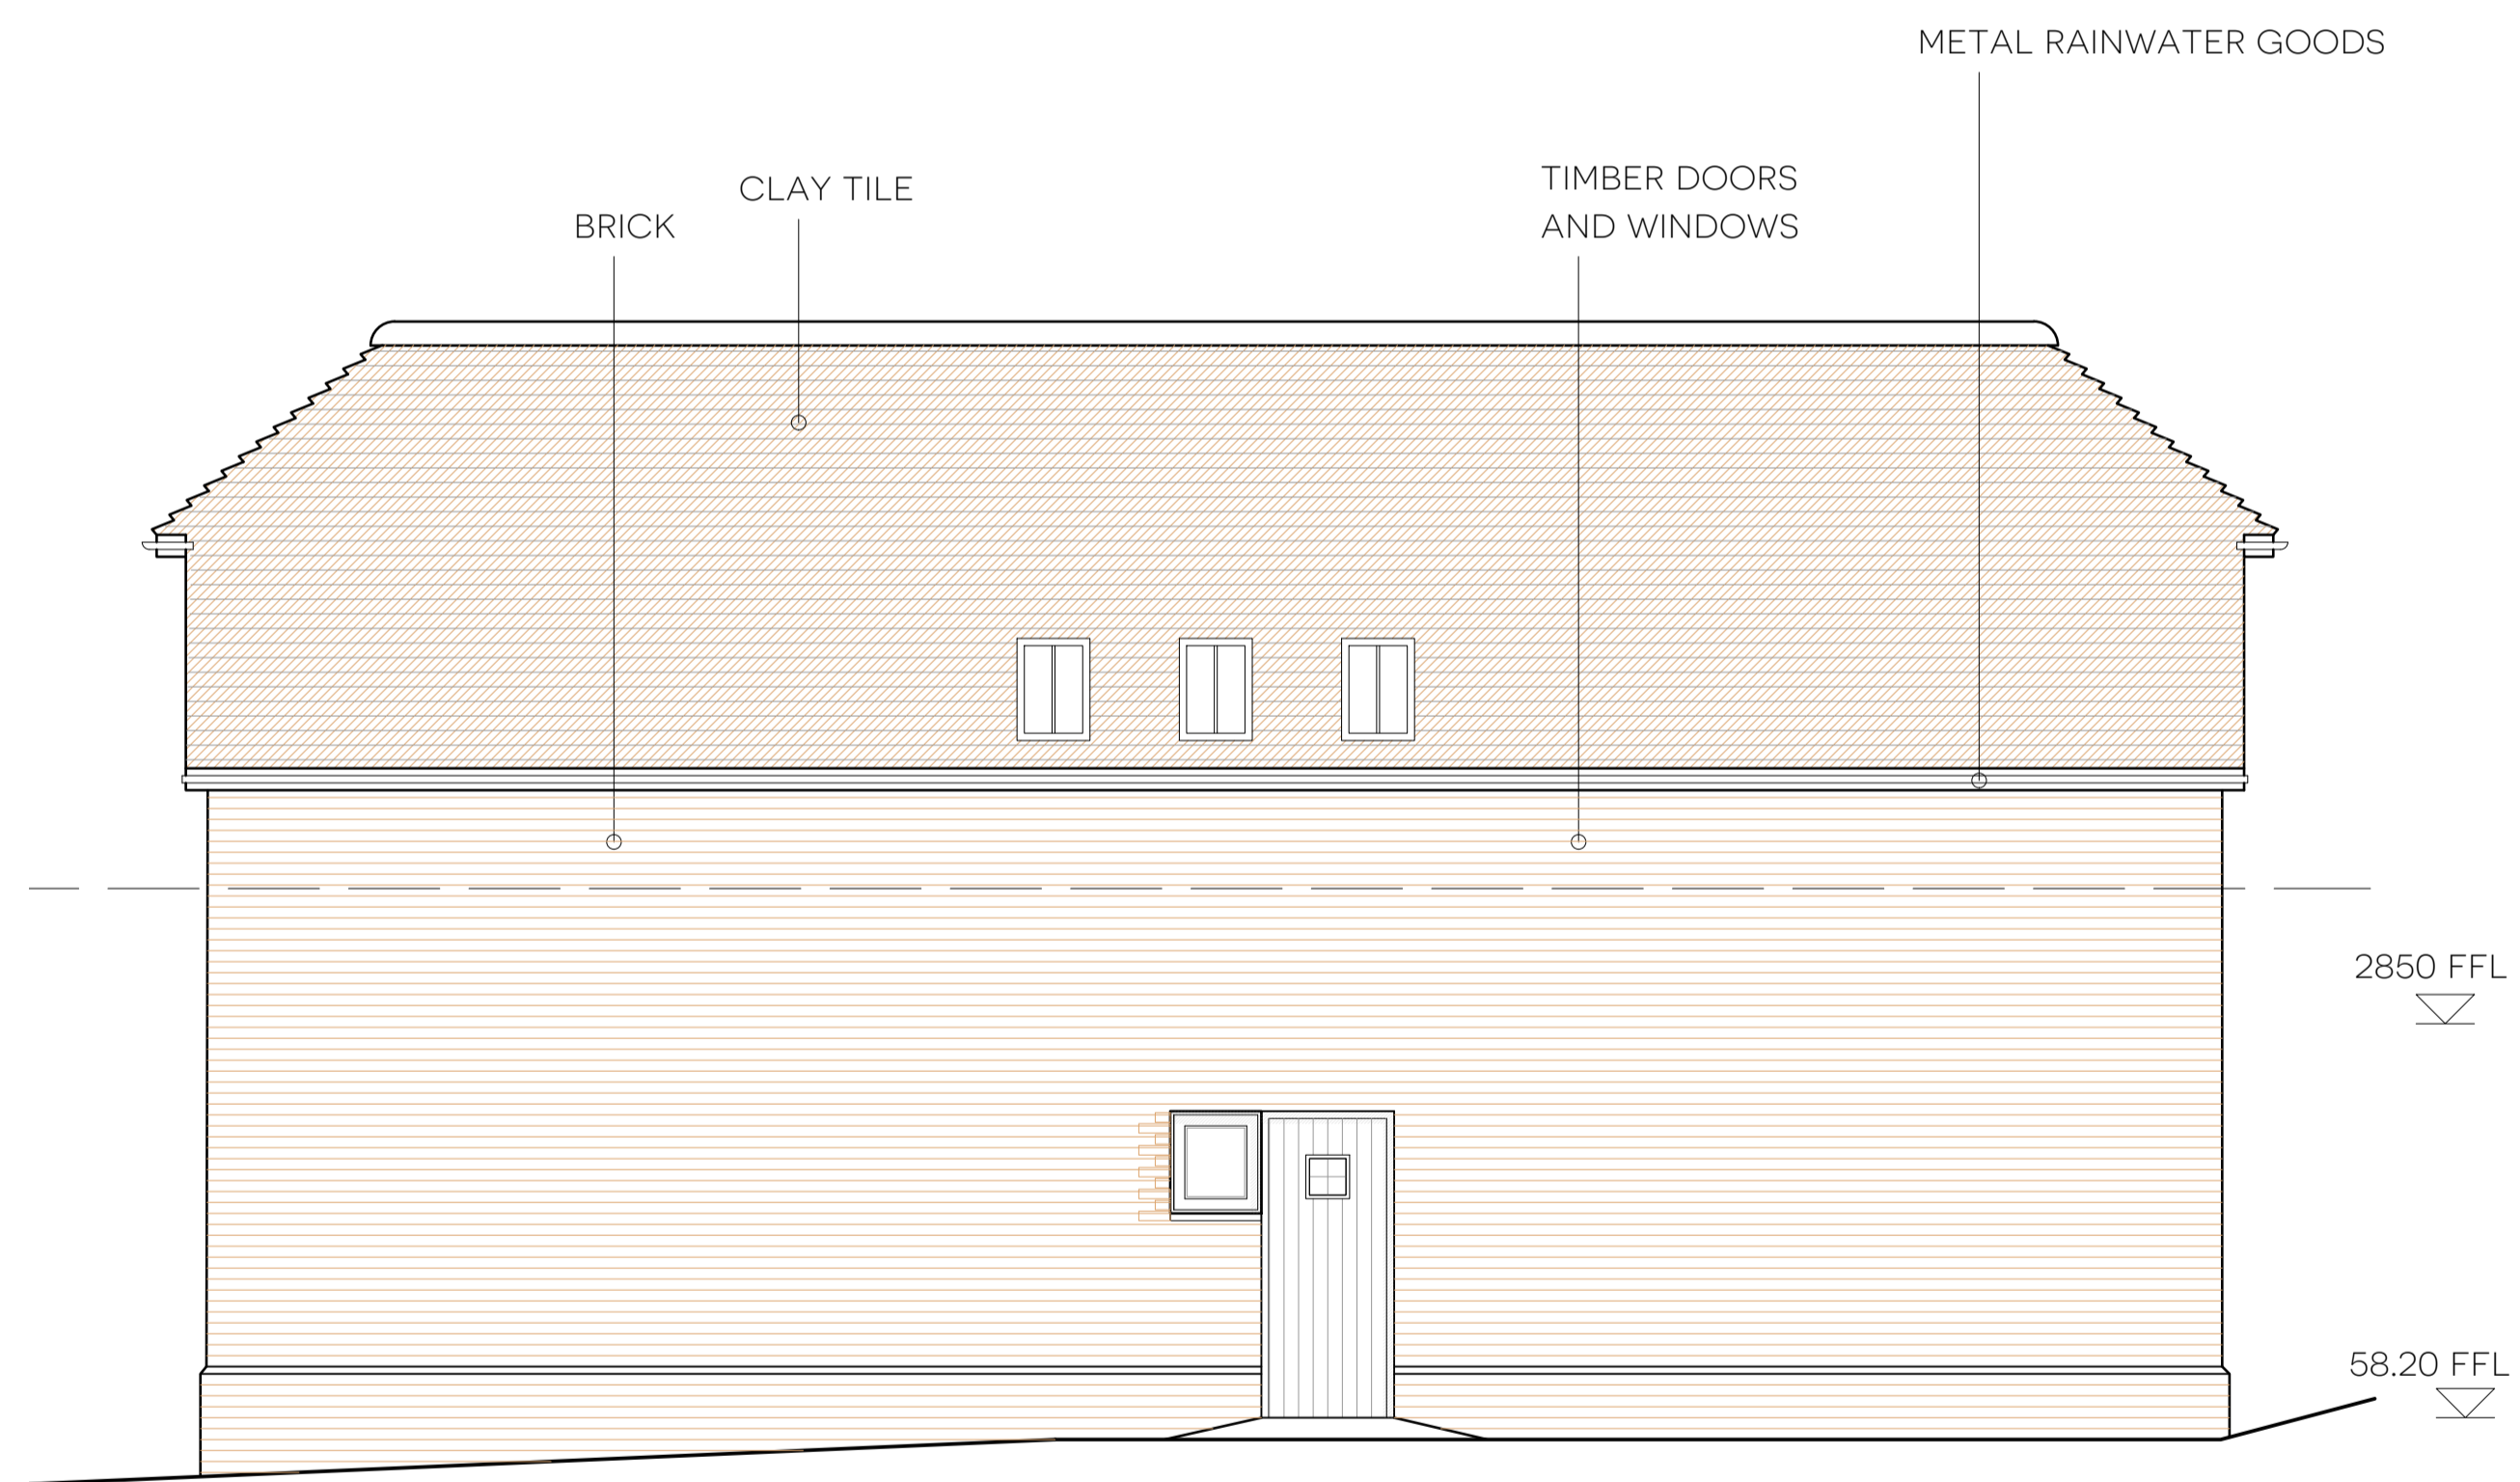 METAL RAINWATER GOODS
TIMBER DOORS
AND WINDOWS
CLAY TILE
BRICK
2850 FFL
58.20 FFL